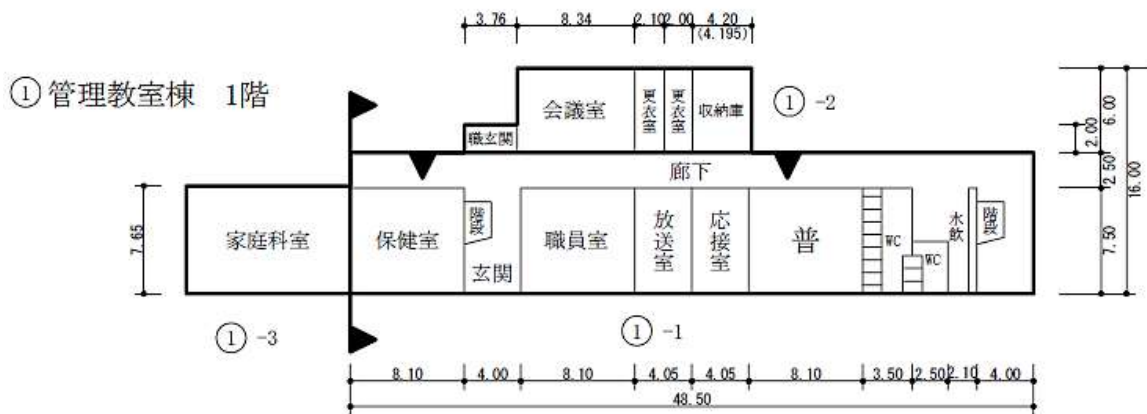 3.76 8.34 2.10 2.00 4.20
(4.195)
① 管理教室棟 1階
会議室 更衣室 更衣室 収納庫
① -2
職玄関
廊下
6.00
2.00
2.50
16.00
7.50
7.65
家庭科室 保健室 階段 玄関 職員室 放送室 応接室 普 WC WC 水飲 階段
① -3
① -1
8.10 4.00 8.10 4.05 4.05 8.10 3.50 2.50 2.10 4.00
48.50